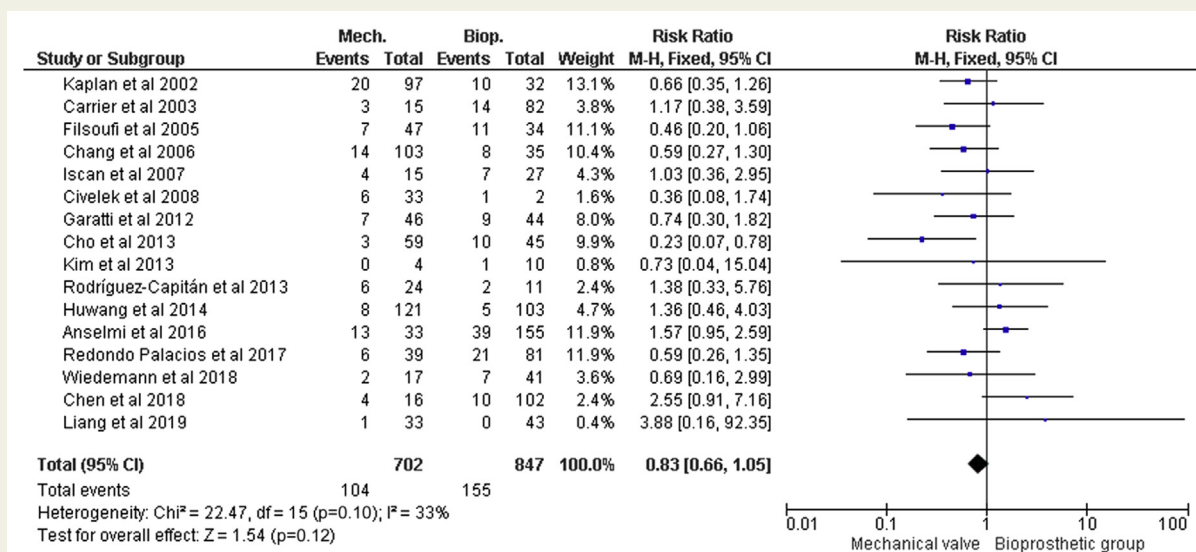 Mech. Biop. Risk Ratio Risk Ratio
Study or Subgroup Events Total Events Total Weight M-H, Fixed, 95% CI M-H, Fixed, 95% CI
Kaplan et al 2002 20 97 10 32 13.1% 0.66 [0.35, 1.26]
Carrier et al 2003 3 15 14 82 3.8% 1.17 [0.38, 3.59]
Filsoufi et al 2005 7 47 11 34 11.1% 0.46 [0.20, 1.06]
Chang et al 2006 14 103 8 35 10.4% 0.59 [0.27, 1.30]
Iscan et al 2007 4 15 7 27 4.3% 1.03 [0.36, 2.95]
Civelek et al 2008 6 33 1 2 1.6% 0.36 [0.08, 1.74]
Garatti et al 2012 7 46 9 44 8.0% 0.74 [0.30, 1.82]
Cho et al 2013 3 59 10 45 9.9% 0.23 [0.07, 0.78]
Kim et al 2013 0 4 1 10 0.8% 0.73 [0.04, 15.04]
Rodríguez-Capitán et al 2013 6 24 2 11 2.4% 1.38 [0.33, 5.76]
Huwang et al 2014 8 121 5 103 4.7% 1.36 [0.46, 4.03]
Anselmi et al 2016 13 33 39 155 11.9% 1.57 [0.95, 2.59]
Redondo Palacios et al 2017 6 39 21 81 11.9% 0.59 [0.26, 1.35]
Wiedemann et al 2018 2 17 7 41 3.6% 0.69 [0.16, 2.99]
Chen et al 2018 4 16 10 102 2.4% 2.55 [0.91, 7.16]
Liang et al 2019 1 33 0 43 0.4% 3.88 [0.16, 92.35]
Total (95% CI) 702 847 100.0% 0.83 [0.66, 1.05]
Total events 104 155
Heterogeneity: Chi² = 22.47, df = 15 (p=0.10); I² = 33%
Test for overall effect: Z = 1.54 (p=0.12)
0.01 0.1 1 10 100
Mechanical valve Bioprosthetic group